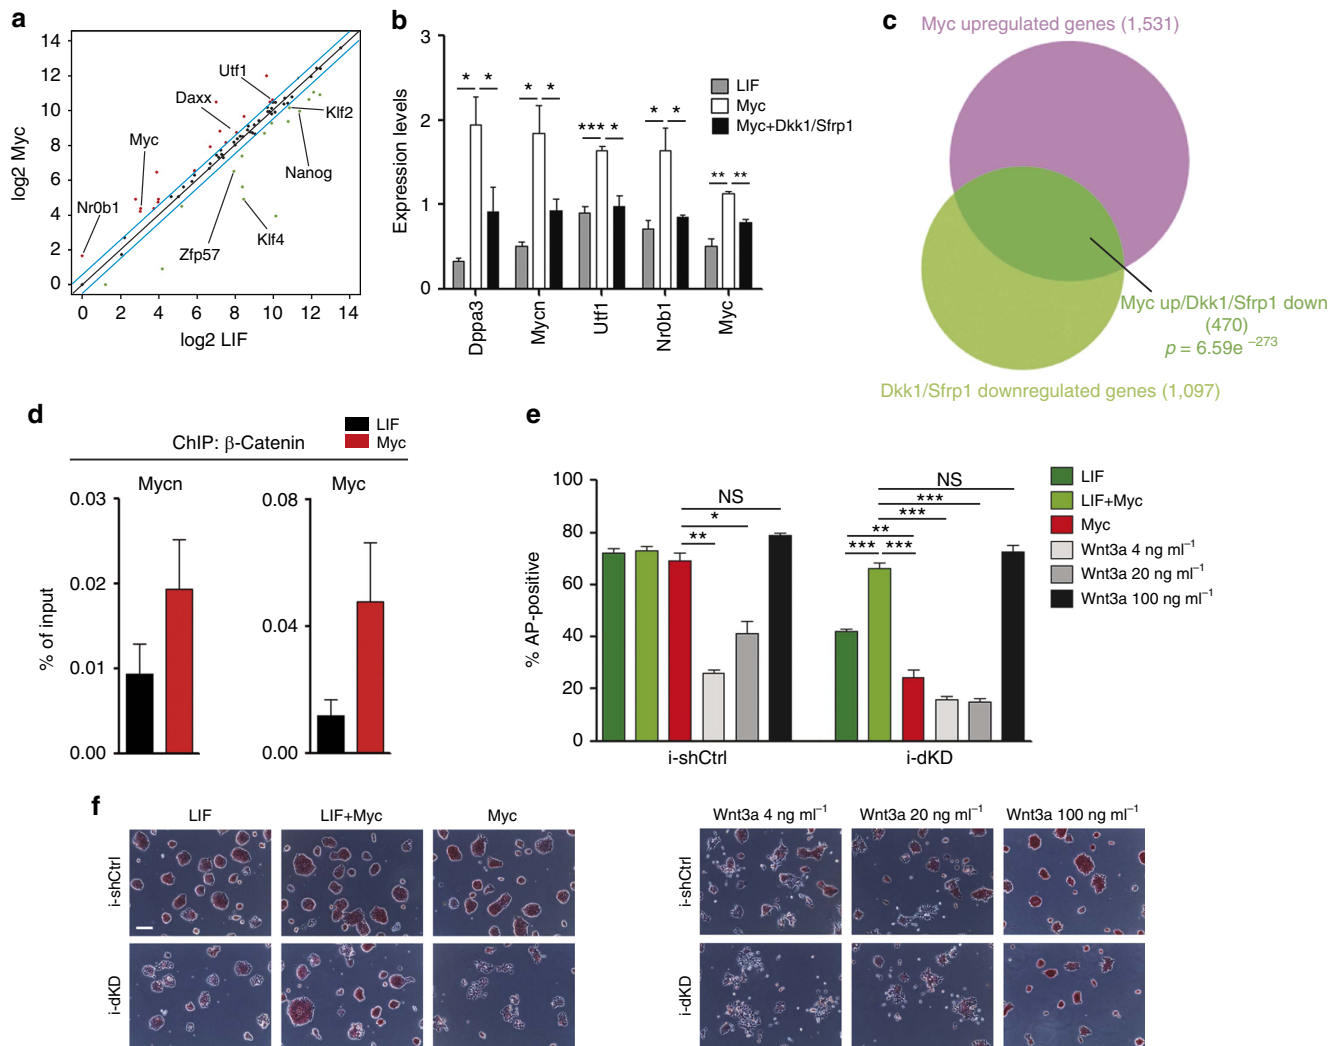 a
log2 Myc
14
12
10
8
6
4
2
0
0 2 4 6 8 10 12 14
log2 LIF
Utf1
Daxx
Klf2
Myc
Nanog
Nr0b1
Zfp57
Klf4
b
Expression levels
3
2
1
0
LIF
Myc
Myc+Dkk1/Sfrp1
* *
* *
*** *
* *
** **
Dppa3
Mycn
Utf1
Nr0b1
Myc
c
Myc upregulated genes (1,531)
Myc up/Dkk1/Sfrp1 down
(470)
p = 6.59e −273
Dkk1/Sfrp1 downregulated genes (1,097)
d
LIF
Myc
ChIP: β-Catenin
Mycn
Myc
% of input
0.03
0.02
0.01
0.00
0.08
0.04
0.00
e
% AP-positive
100
80
60
40
20
0
NS
*
**
NS
***
***
**
*** ***
i-shCtrl
i-dKD
LIF
LIF+Myc
Myc
Wnt3a 4 ng ml−1
Wnt3a 20 ng ml−1
Wnt3a 100 ng ml−1
f
LIF LIF+Myc Myc
Wnt3a 4 ng ml−1 Wnt3a 20 ng ml−1 Wnt3a 100 ng ml−1
i-shCtrl
i-dKD
i-shCtrl
i-dKD